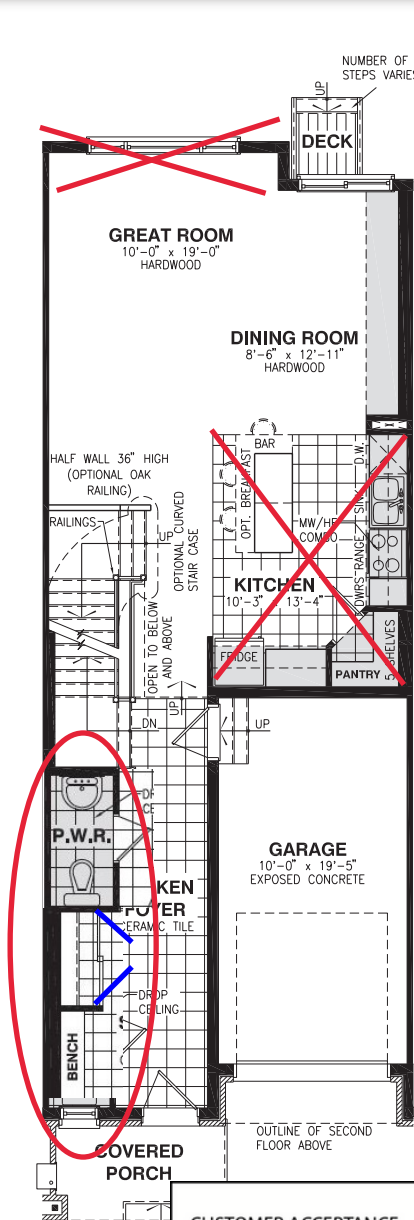 NUMBER OF
STEPS VARIES
UP
DECK
GREAT ROOM
10'-0" x 19'-0"
HARDWOOD
DINING ROOM
8'-6" x 12'-11"
HARDWOOD
HALF WALL 36" HIGH
(OPTIONAL OAK
RAILING)
RAILINGS
UP
OPTIONAL CURVED
STAIR CASE
BAR
OPT. BREAKFAST
D.W.
SINK
MW/HF
COMBO
RANGE
DWRS
KITCHEN
10'-3" x 13'-4"
FRIDGE
PANTRY
SHELVES
OPEN TO BELOW
AND ABOVE
UP
DN
UP
P.W.R.
KEN
FOYER
CERAMIC TILE
DROP
CEILING
BENCH
GARAGE
10'-0" x 19'-5"
EXPOSED CONCRETE
OUTLINE OF SECOND
FLOOR ABOVE
COVERED
PORCH
CUSTOMER ACCEPTANCE